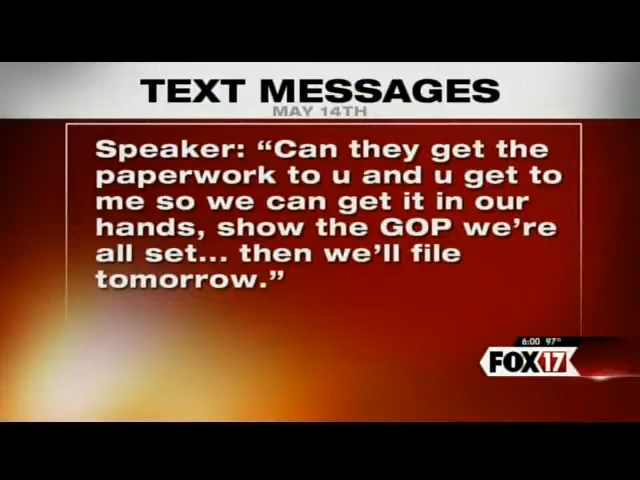 TEXT MESSAGES
MAY 14TH
Speaker: “Can they get the
paperwork to u and u get to
me so we can get it in our
hands, show the GOP we’re
all set... then we’ll file
tomorrow.”
6:00 97°
FOX 17